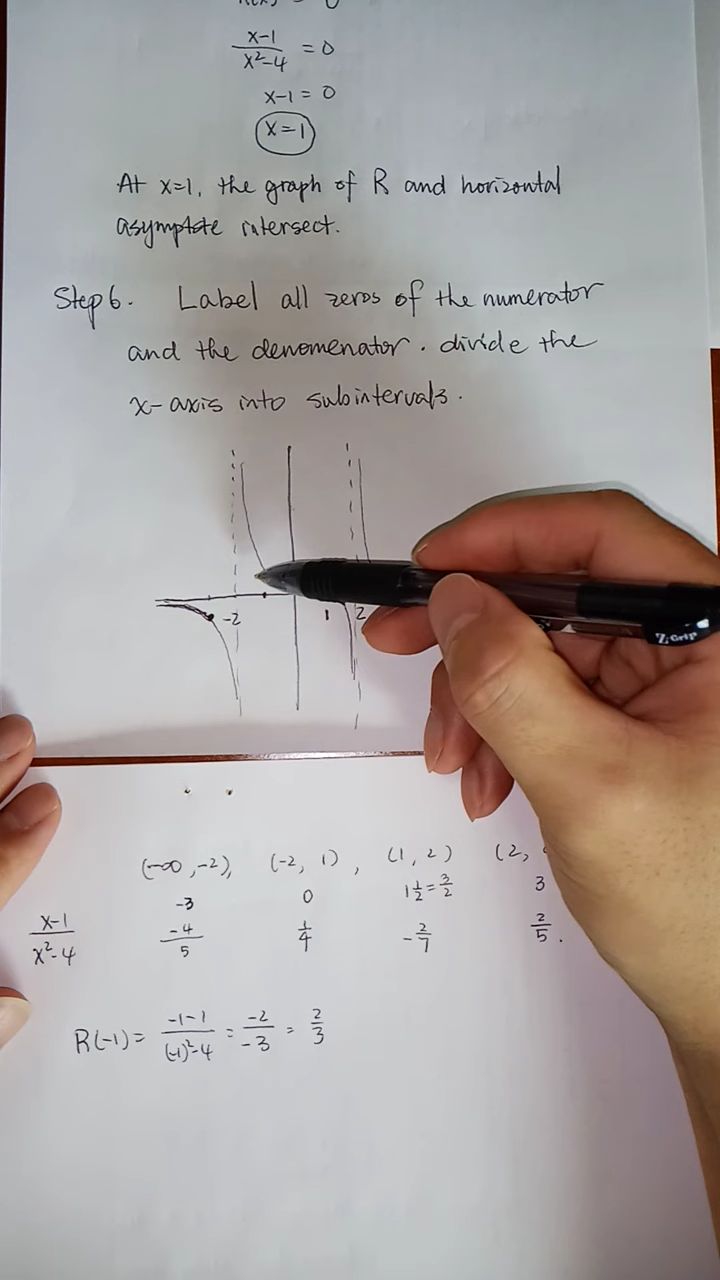 x-1 / x²-4 = 0
x-1 = 0
x=1
At x=1, the graph of R and horizontal
asymptote intersect.
Step 6. Label all zeros of the numerator
and the denomenator. divide the
x-axis into subintervals.
-2 1 2
Z-Grip
(-∞,-2), (-2, 1), (1, 2) (2,
-3 0 1½=3/2 3
x-1 / x²-4 -4/5 1/4 -2/7 2/5.
R(-1)= -1-1 / (-1)²-4 = -2/-3 = 2/3